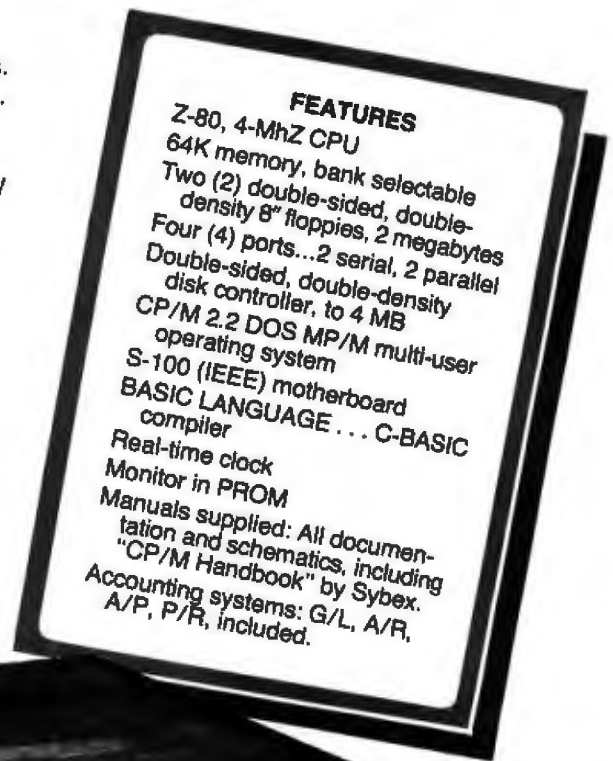 FEATURES
Z-80, 4-MhZ CPU
64K memory, bank selectable
Two (2) double-sided, double-
density 8" floppies, 2 megabytes
Four (4) ports...2 serial, 2 parallel
Double-sided, double-density
disk controller, to 4 MB
CP/M 2.2 DOS MP/M multi-user
operating system
S-100 (IEEE) motherboard
BASIC LANGUAGE . . . C-BASIC
compiler
Real-time clock
Monitor in PROM
Manuals supplied: All documen-
tation and schematics, including
"CP/M Handbook" by Sybex.
Accounting systems: G/L, A/R,
A/P, P/R, included.